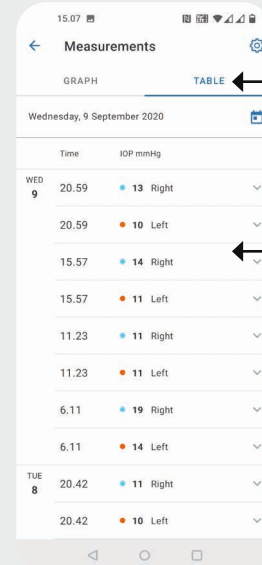 15.07
Measurements
GRAPH TABLE
Wednesday, 9 September 2020
Time IOP mmHg
WED
9
20.59 13 Right
20.59 10 Left
15.57 14 Right
15.57 11 Left
11.23 11 Right
11.23 11 Left
6.11 19 Right
6.11 14 Left
TUE
8
20.42 11 Right
20.42 10 Left